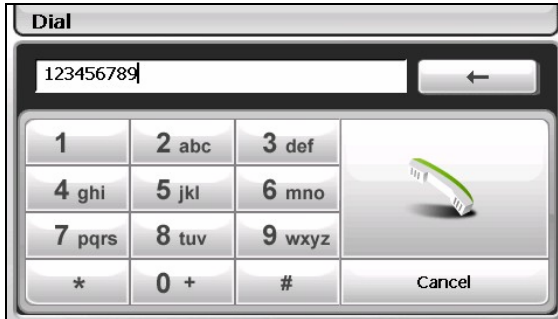 Dial
123456789
←
1 2 abc 3 def
4 ghi 5 jkl 6 mno
7 pqrs 8 tuv 9 wxyz
* 0 + # Cancel